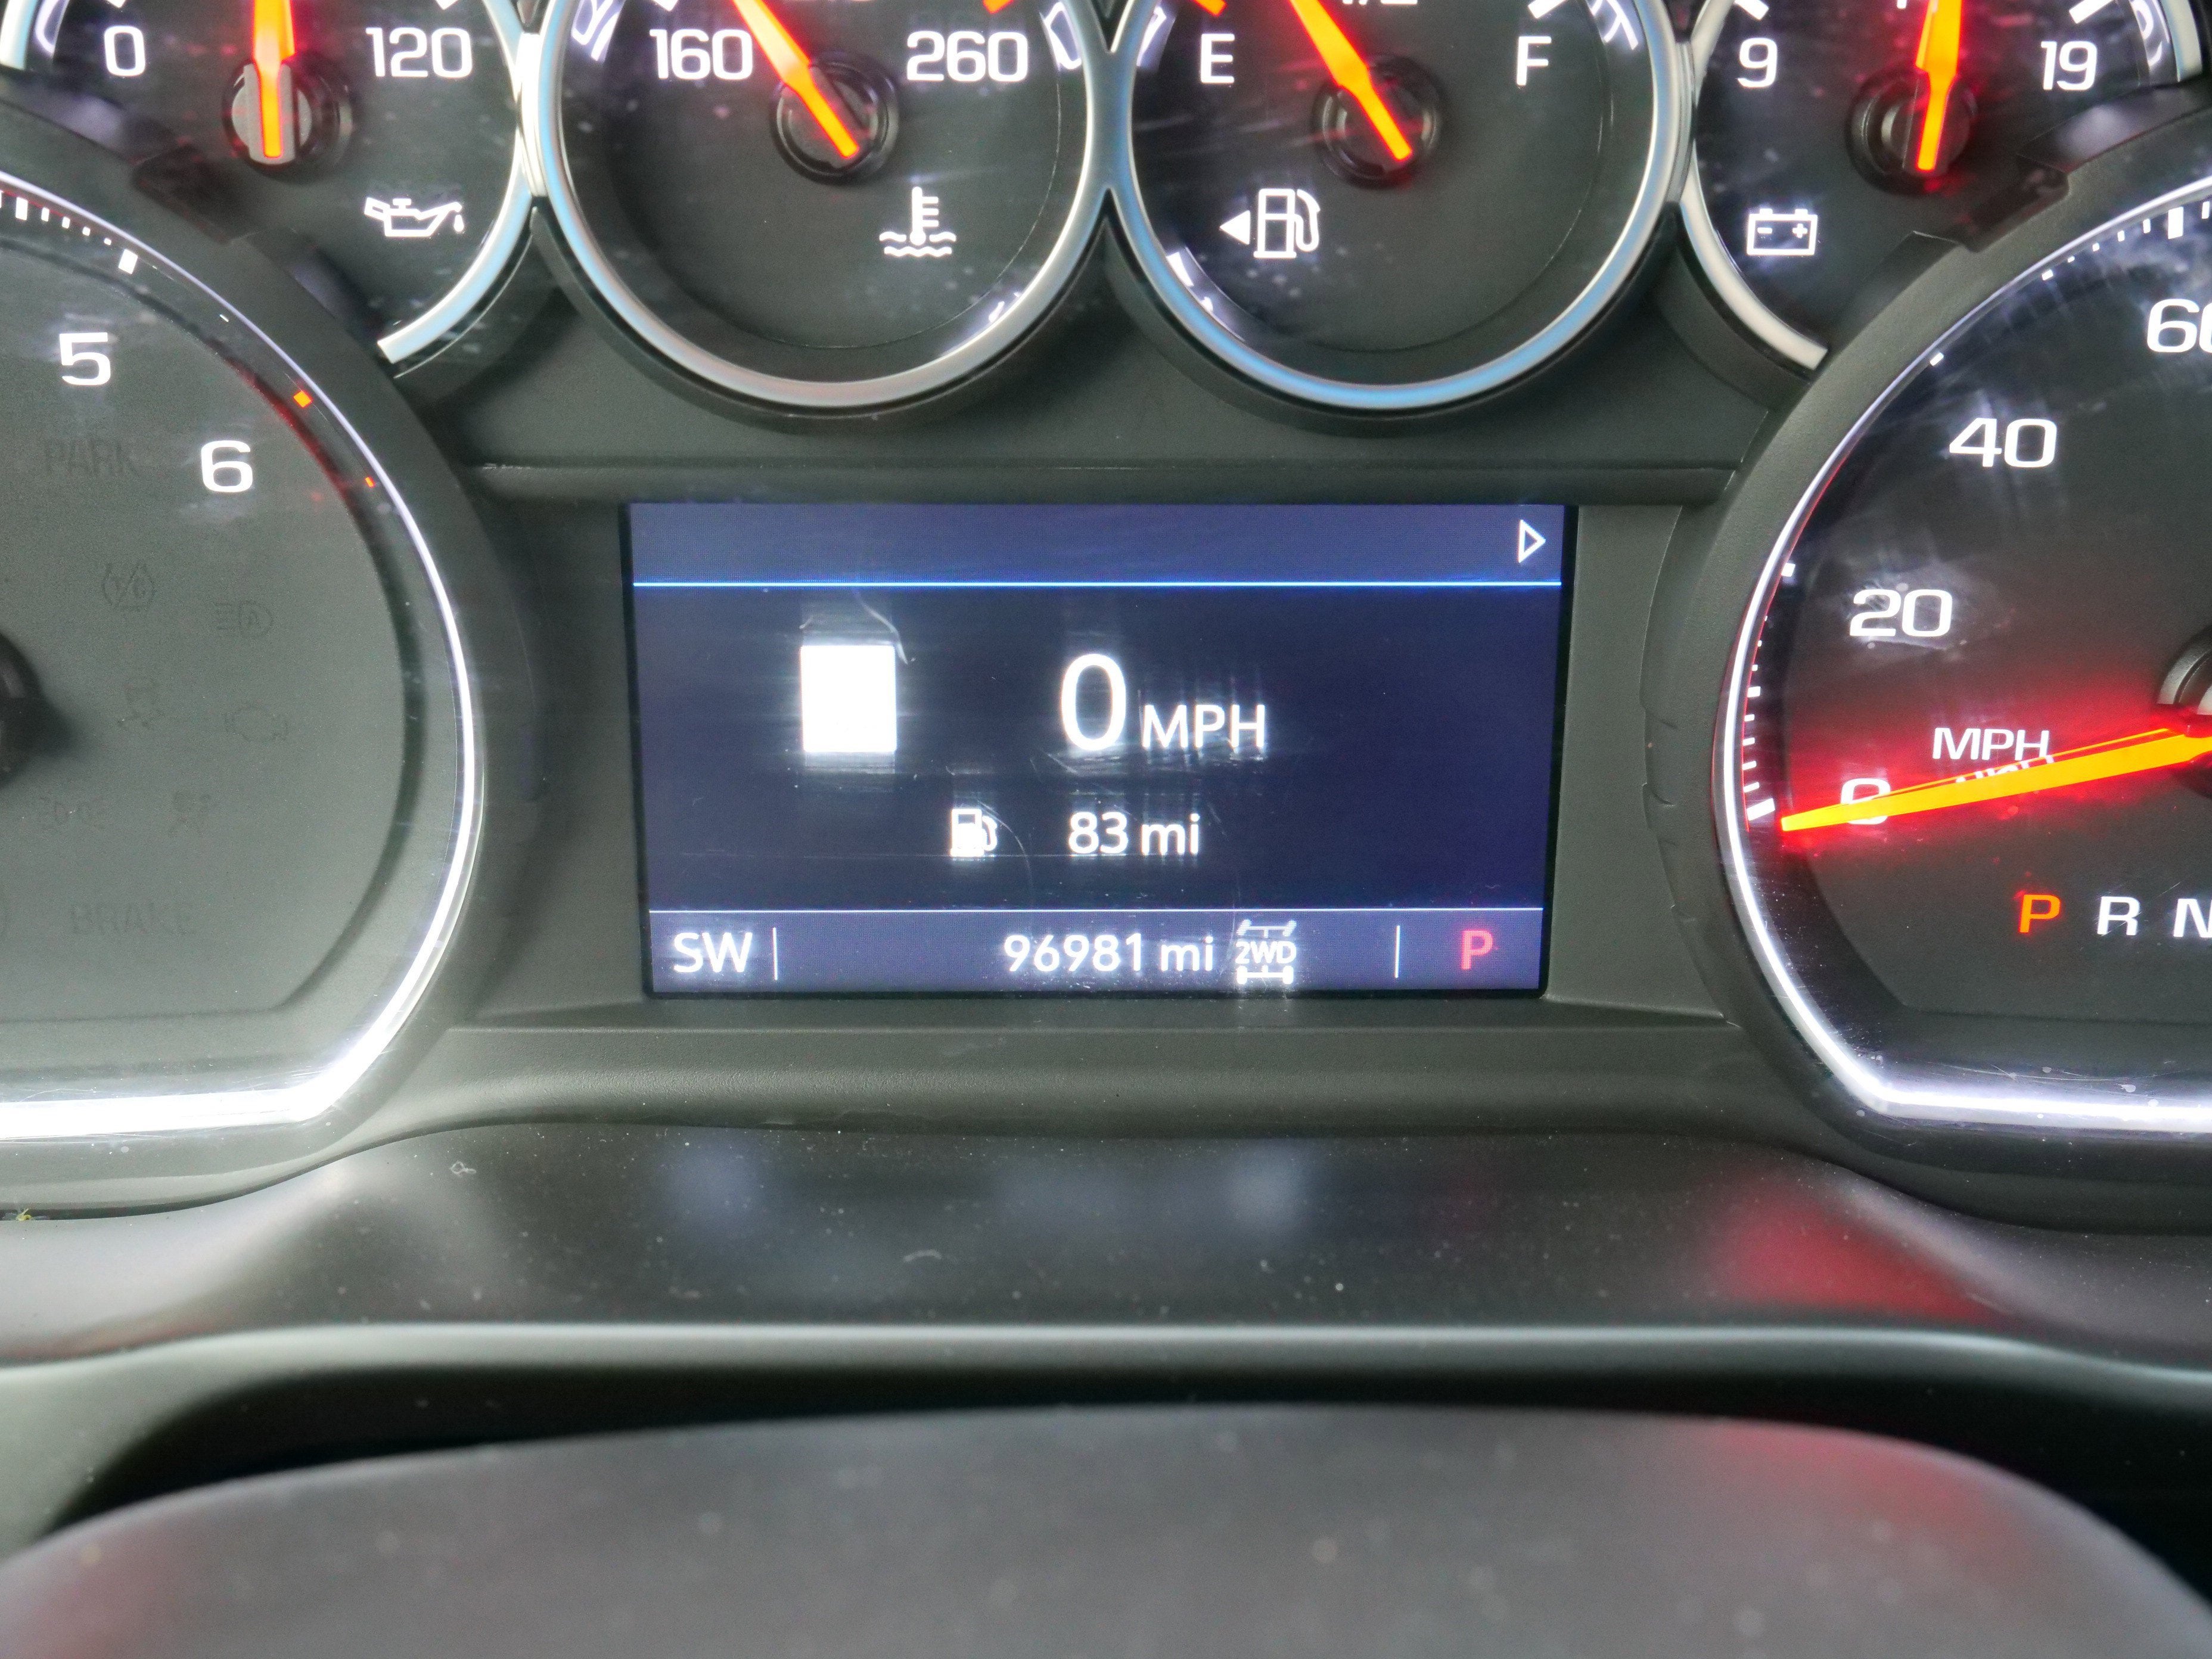 0 120
160 260
E F
9 19
5
6
PARK
BRAKE
0 MPH
83 mi
SW 96981 mi 2WD P
60
40
20
MPH
0
P R N